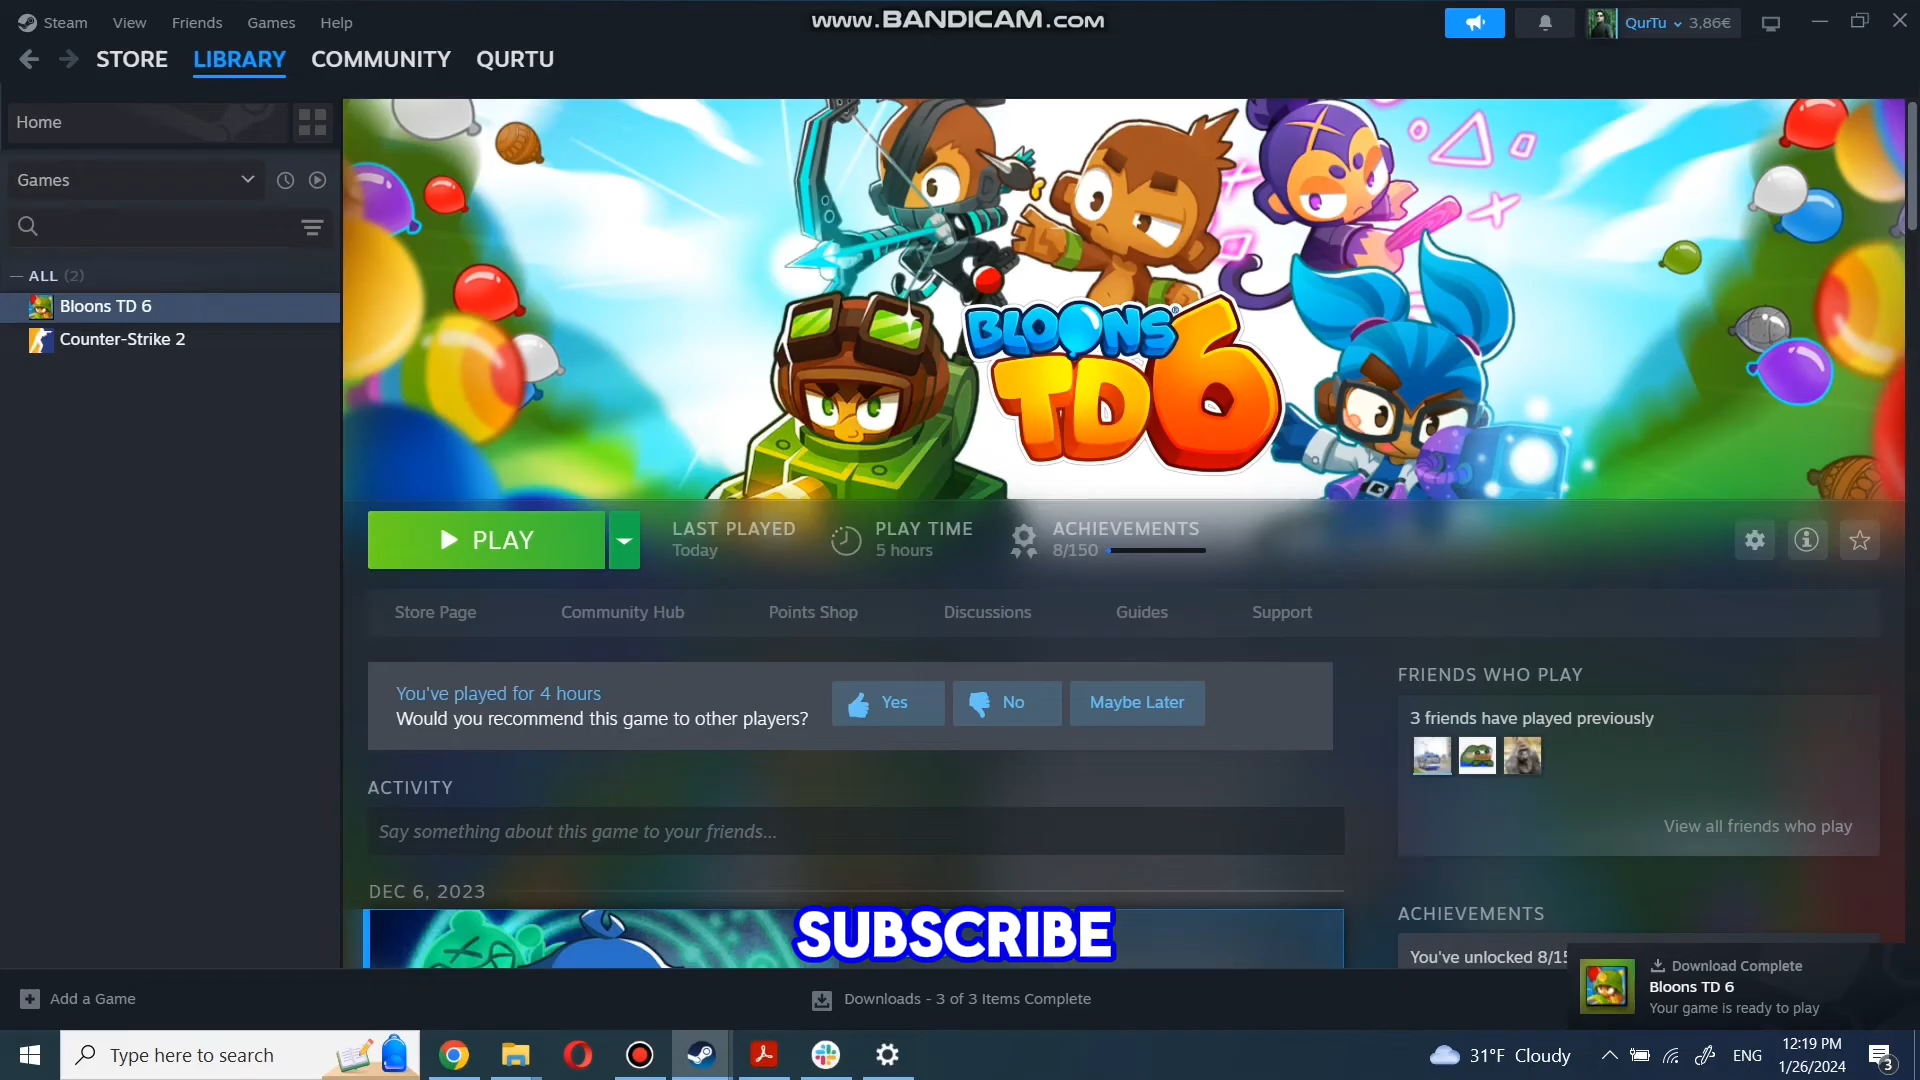 Steam View Friends Games Help
www.BANDICAM.com
QurTu 3,86€
STORE LIBRARY COMMUNITY QURTU
Home
Games
ALL (2)
Bloons TD 6
Counter-Strike 2
BLOONS
TD6
PLAY
LAST PLAYED
Today
PLAY TIME
5 hours
ACHIEVEMENTS
8/150
Store Page Community Hub Points Shop Discussions Guides Support
You've played for 4 hours
Would you recommend this game to other players?
Yes No Maybe Later
FRIENDS WHO PLAY
3 friends have played previously
View all friends who play
ACTIVITY
Say something about this game to your friends...
DEC 6, 2023
SUBSCRIBE
ACHIEVEMENTS
You've unlocked 8/15
Download Complete
Bloons TD 6
Your game is ready to play
Add a Game
Downloads - 3 of 3 Items Complete
Type here to search
31°F Cloudy
ENG
12:19 PM
1/26/2024
3